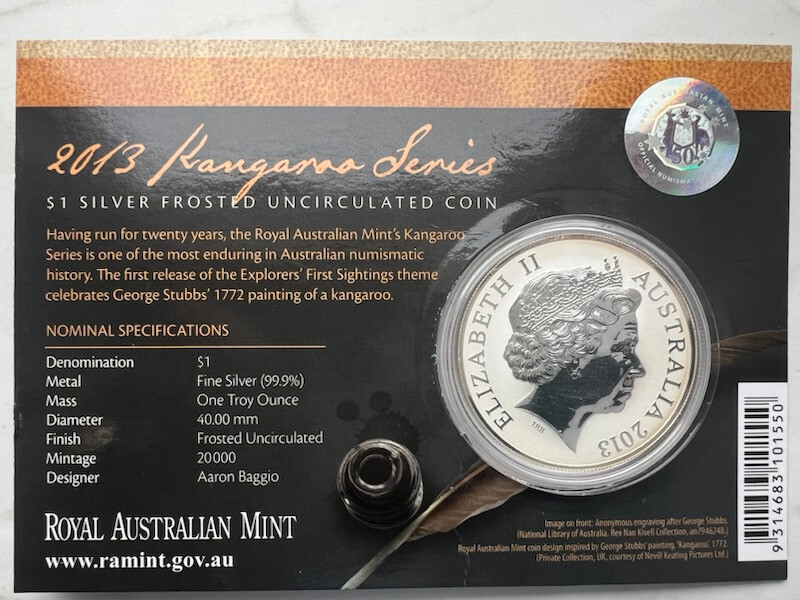 2013 Kangaroo Series
$1 SILVER FROSTED UNCIRCULATED COIN
Having run for twenty years, the Royal Australian Mint's Kangaroo
Series is one of the most enduring in Australian numismatic
history. The first release of the Explorers' First Sightings theme
celebrates George Stubbs' 1772 painting of a kangaroo.
NOMINAL SPECIFICATIONS
Denomination $1
Metal Fine Silver (99.9%)
Mass One Troy Ounce
Diameter 40.00 mm
Finish Frosted Uncirculated
Mintage 20000
Designer Aaron Baggio
ROYAL AUSTRALIAN MINT
www.ramint.gov.au
ROYAL AUSTRALIAN MINT
OFFICIAL
50
ELIZABETH II
AUSTRALIA 2013
IRB
Image on front: Anonymous engraving after George Stubbs.
(National Library of Australia, Rex Nan Kivell Collection, an7946248.)
Royal Australian Mint coin design inspired by George Stubbs' painting, 'Kangaroo', 1772.
(Private Collection, UK, courtesy of Nevill Keating Pictures Ltd.)
9 314683 101550